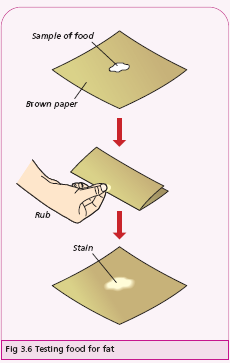 Sample of food
Brown paper
Rub
Stain
Fig 3.6 Testing food for fat